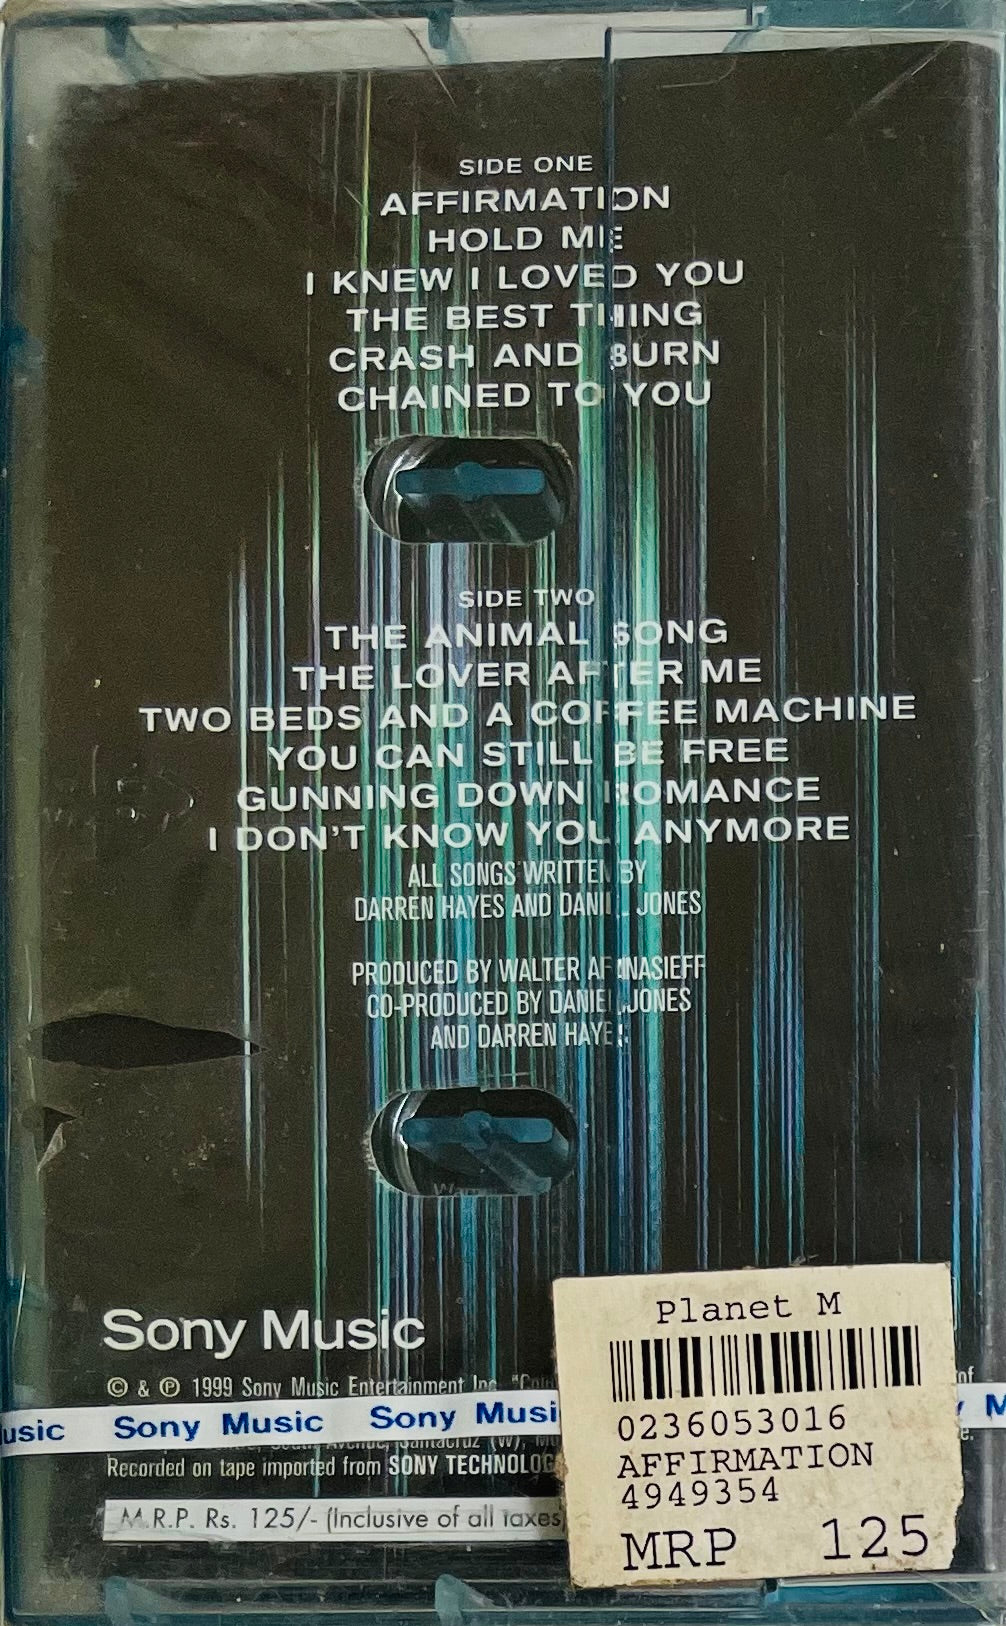 SIDE ONE
AFFIRMATION
HOLD ME
I KNEW I LOVED YOU
THE BEST THING
CRASH AND BURN
CHAINED TO YOU
SIDE TWO
THE ANIMAL SONG
THE LOVER AFTER ME
TWO BEDS AND A COFFEE MACHINE
YOU CAN STILL BE FREE
GUNNING DOWN ROMANCE
I DON'T KNOW YOU ANYMORE
ALL SONGS WRITTEN BY
DARREN HAYES AND DANIEL JONES
PRODUCED BY WALTER AFANASIEFF
CO-PRODUCED BY DANIEL JONES
AND DARREN HAYES
Sony Music
© & ℗ 1999 Sony Music Entertainment Inc.
usic Sony Music Sony Musi
Avenue, Santacruz (W),
Recorded on tape imported from SONY TECHNOLOG
M.R.P. Rs. 125/- (Inclusive of all taxes
Planet M
0236053016
AFFIRMATION
4949354
MRP 125